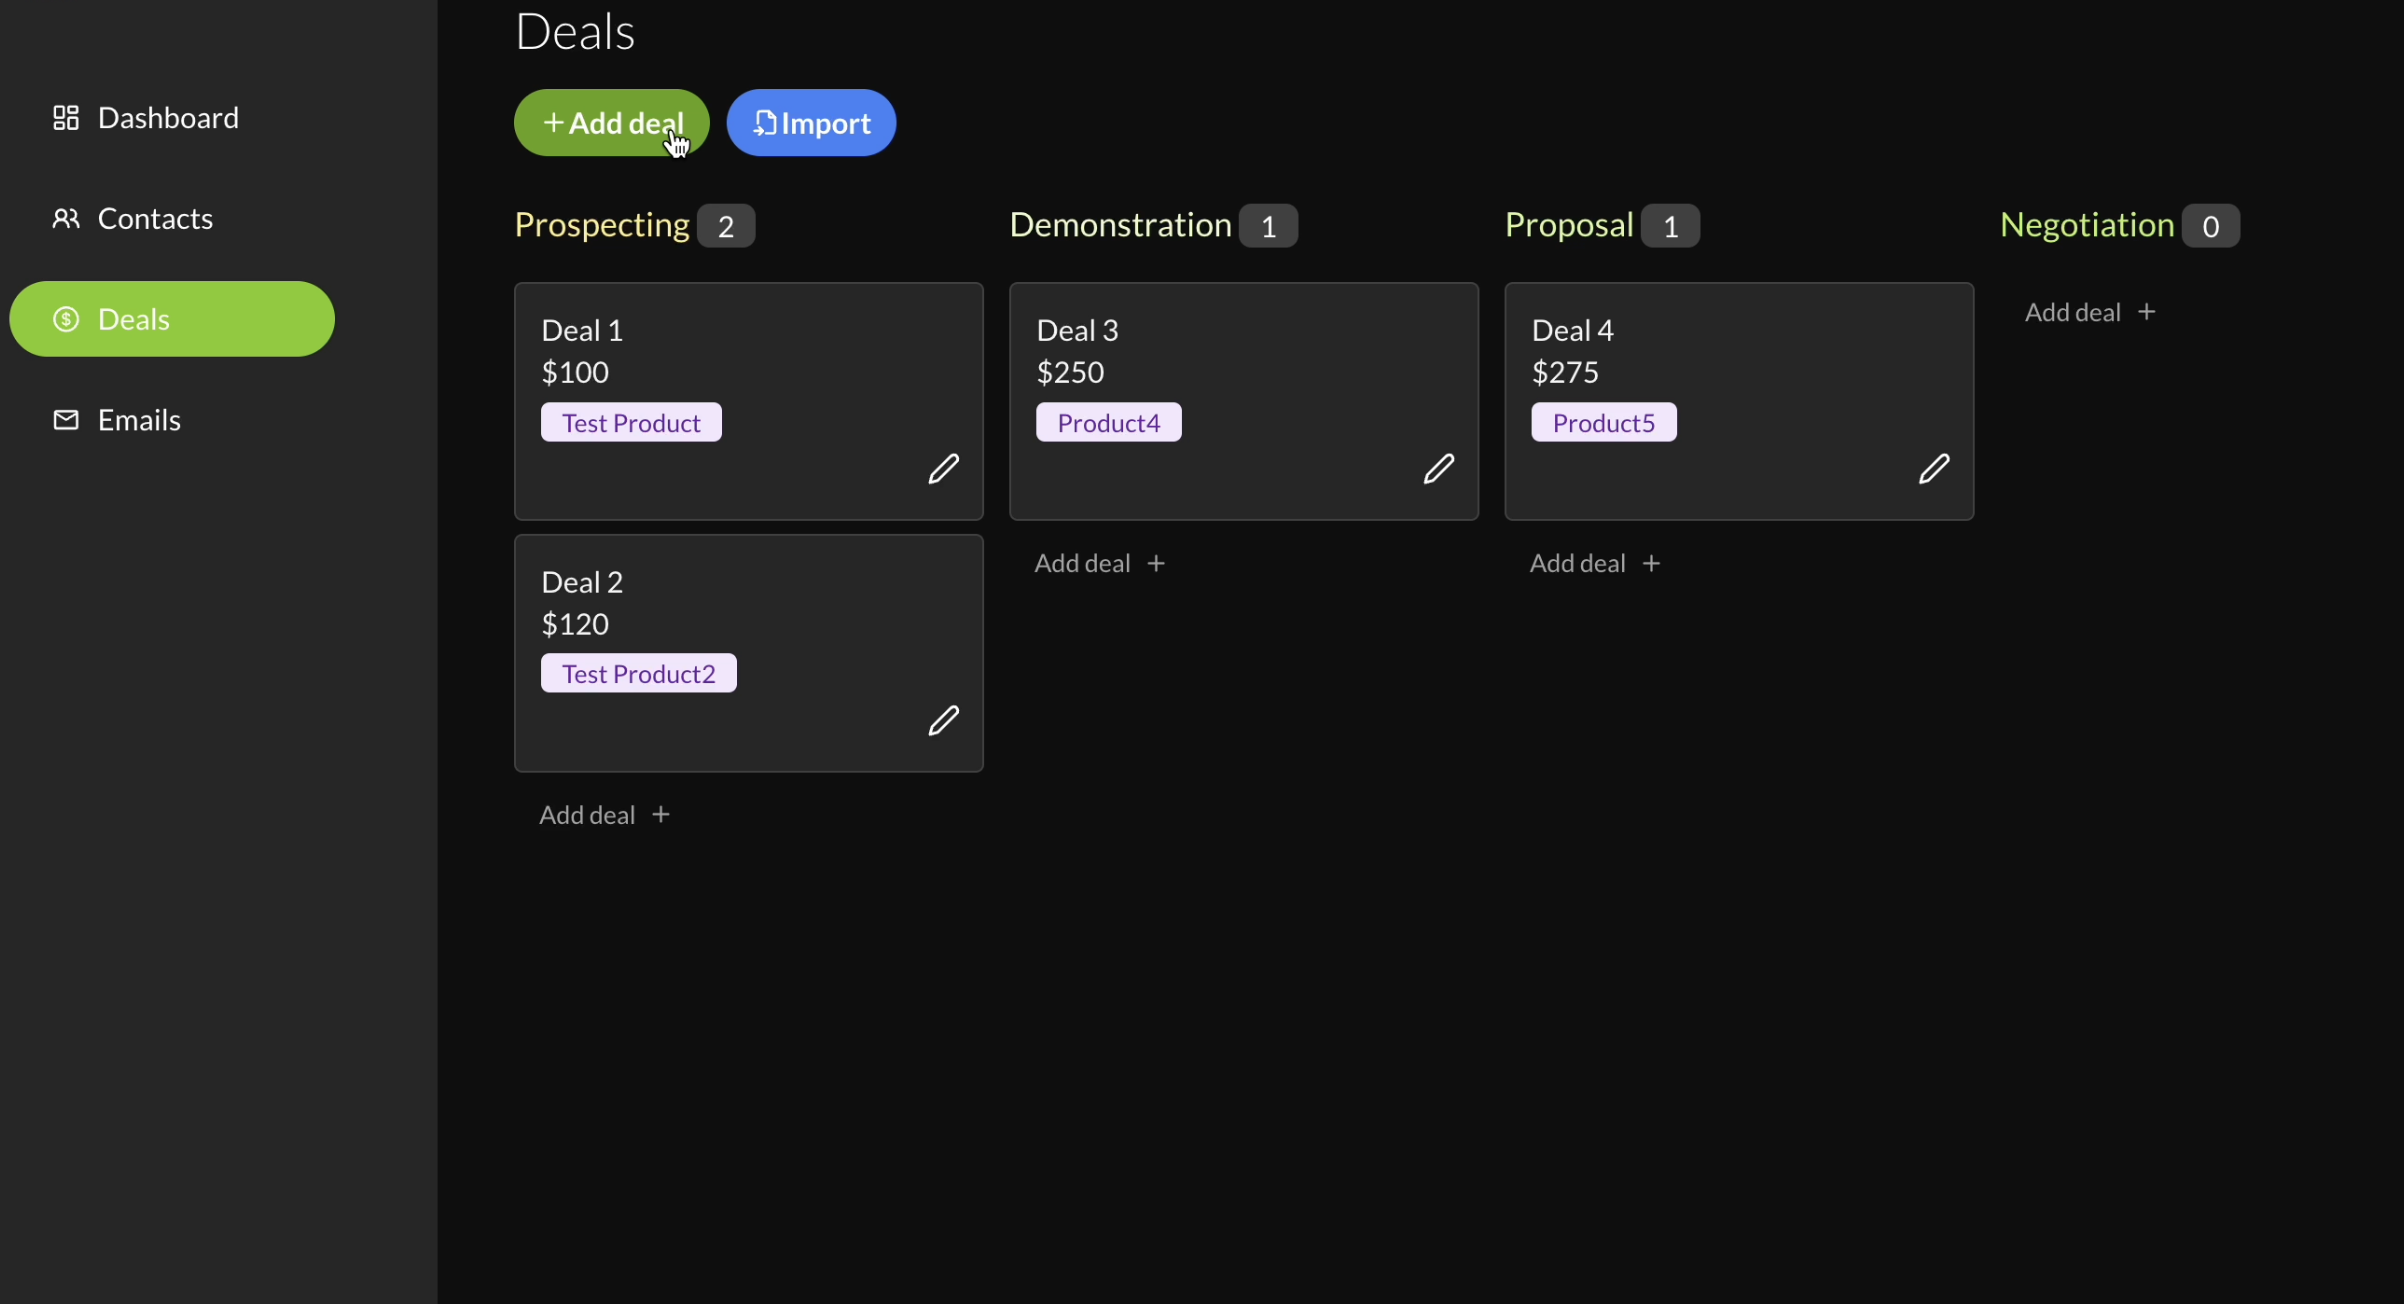 Deals
Dashboard
Contacts
Deals
Emails
+ Add deal
Import
Prospecting 2
Deal 1
$100
Test Product
Deal 2
$120
Test Product2
Add deal +
Demonstration 1
Deal 3
$250
Product4
Add deal +
Proposal 1
Deal 4
$275
Product5
Add deal +
Negotiation 0
Add deal +